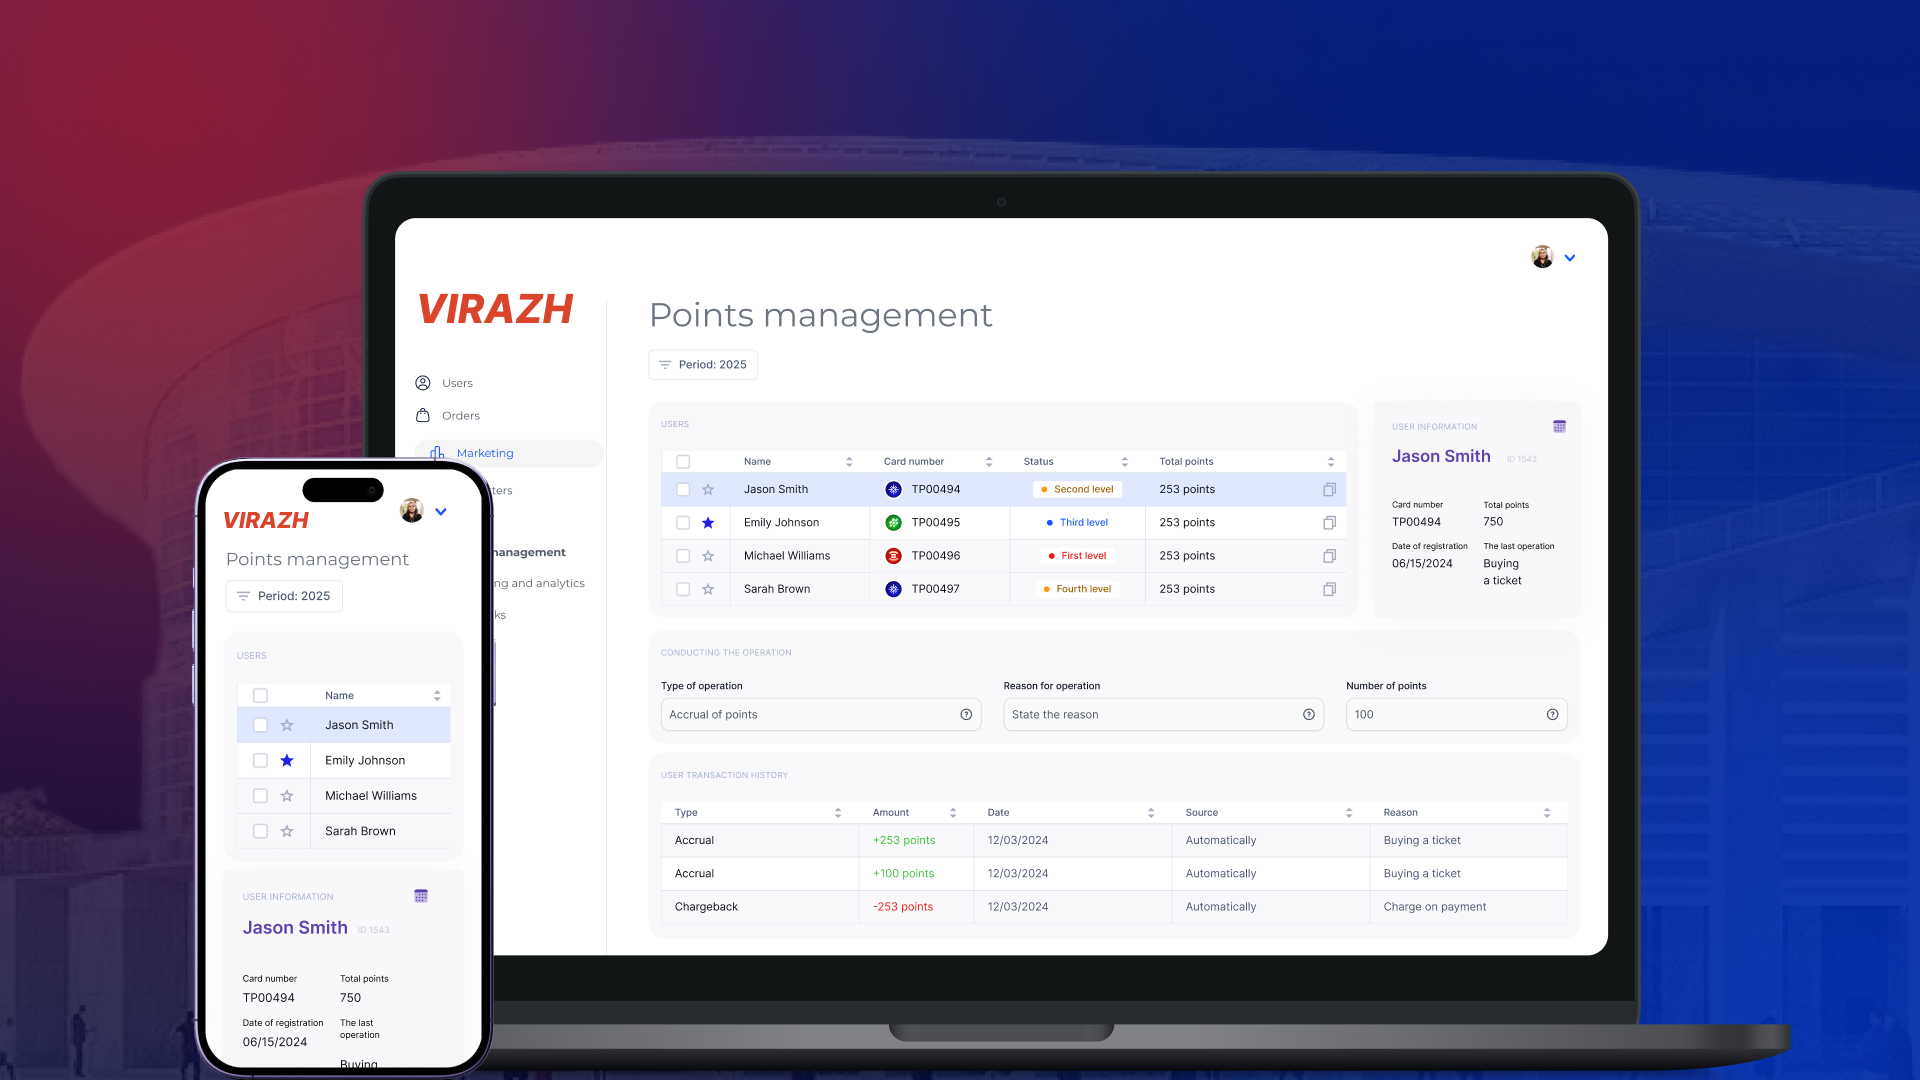 VIRAZH
Users
Orders
Marketing
ters
management
ng and analytics
ks
Points management
Period: 2025
USERS
Name Card number Status Total points
Jason Smith TP00494 Second level 253 points
Emily Johnson TP00495 Third level 253 points
Michael Williams TP00496 First level 253 points
Sarah Brown TP00497 Fourth level 253 points
USER INFORMATION
Jason Smith ID 1543
Card number Total points
TP00494 750
Date of registration The last operation
06/15/2024 Buying
a ticket
CONDUCTING THE OPERATION
Type of operation Reason for operation Number of points
Accrual of points State the reason 100
USER TRANSACTION HISTORY
Type Amount Date Source Reason
Accrual +253 points 12/03/2024 Automatically Buying a ticket
Accrual +100 points 12/03/2024 Automatically Buying a ticket
Chargeback -253 points 12/03/2024 Automatically Charge on payment
VIRAZH
Points management
Period: 2025
USERS
Name
Jason Smith
Emily Johnson
Michael Williams
Sarah Brown
USER INFORMATION
Jason Smith ID 1543
Card number Total points
TP00494 750
Date of registration The last
operation
06/15/2024
Buying